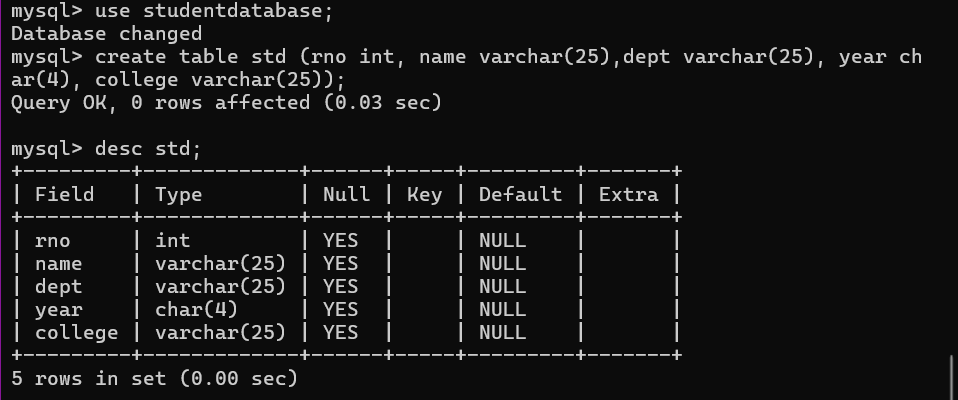 mysql> use studentdatabase;
Database changed
mysql> create table std (rno int, name varchar(25),dept varchar(25), year ch
ar(4), college varchar(25));
Query OK, 0 rows affected (0.03 sec)

mysql> desc std;
+---------+-------------+------+-----+---------+-------+
| Field   | Type        | Null | Key | Default | Extra |
+---------+-------------+------+-----+---------+-------+
| rno     | int         | YES  |     | NULL    |       |
| name    | varchar(25) | YES  |     | NULL    |       |
| dept    | varchar(25) | YES  |     | NULL    |       |
| year    | char(4)     | YES  |     | NULL    |       |
| college | varchar(25) | YES  |     | NULL    |       |
+---------+-------------+------+-----+---------+-------+
5 rows in set (0.00 sec)